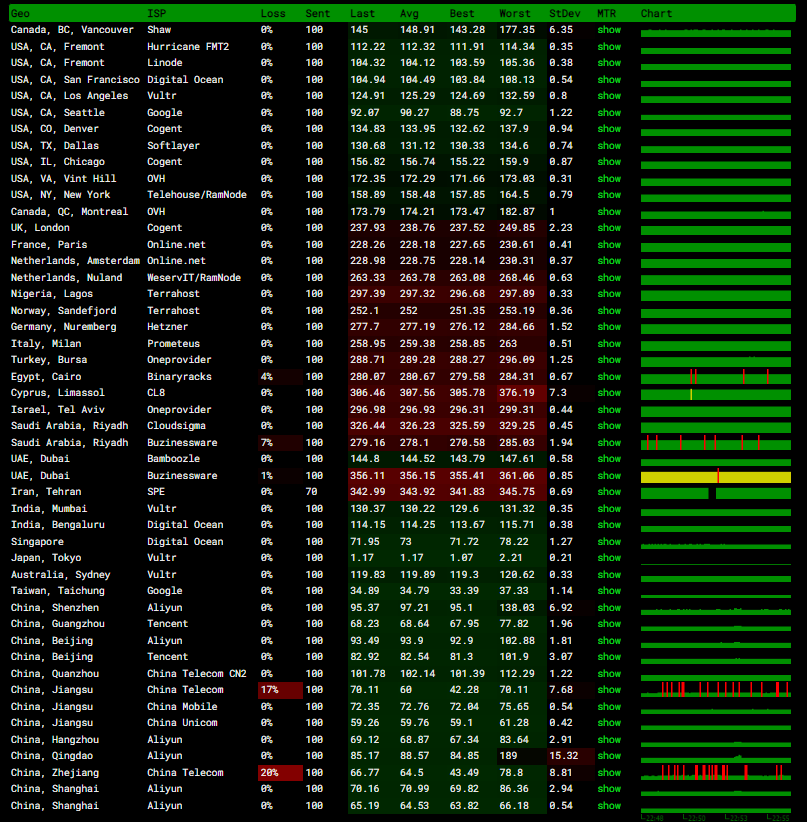 Geo ISP Loss Sent Last Avg Best Worst StDev MTR Chart
Canada, BC, Vancouver Shaw 0% 100 145 148.91 143.28 177.35 6.35 show
USA, CA, Fremont Hurricane FMT2 0% 100 112.22 112.32 111.91 114.34 0.35 show
USA, CA, Fremont Linode 0% 100 104.32 104.12 103.59 105.36 0.38 show
USA, CA, San Francisco Digital Ocean 0% 100 104.94 104.49 103.84 108.13 0.54 show
USA, CA, Los Angeles Vultr 0% 100 124.91 125.29 124.69 132.59 0.8 show
USA, CA, Seattle Google 0% 100 92.07 90.27 88.75 92.7 1.22 show
USA, CO, Denver Cogent 0% 100 134.83 133.95 132.62 137.9 0.94 show
USA, TX, Dallas Softlayer 0% 100 130.68 131.12 130.33 134.6 0.74 show
USA, IL, Chicago Cogent 0% 100 156.82 156.74 155.22 159.9 0.87 show
USA, VA, Vint Hill OVH 0% 100 172.35 172.29 171.66 173.03 0.31 show
USA, NY, New York Telehouse/RamNode 0% 100 158.89 158.48 157.85 164.5 0.79 show
Canada, QC, Montreal OVH 0% 100 173.79 174.21 173.47 182.87 1 show
UK, London Cogent 0% 100 237.93 238.76 237.52 249.85 2.23 show
France, Paris Online.net 0% 100 228.26 228.18 227.65 230.61 0.41 show
Netherlands, Amsterdam Online.net 0% 100 228.98 228.75 228.14 230.31 0.37 show
Netherlands, Nuland WeservIT/RamNode 0% 100 263.33 263.78 263.08 268.46 0.63 show
Nigeria, Lagos Terrahost 0% 100 297.39 297.32 296.68 297.89 0.33 show
Norway, Sandefjord Terrahost 0% 100 252.1 252 251.35 253.19 0.36 show
Germany, Nuremberg Hetzner 0% 100 277.7 277.19 276.12 284.66 1.52 show
Italy, Milan Prometeus 0% 100 258.95 259.38 258.85 263 0.51 show
Turkey, Bursa Oneprovider 0% 100 288.71 289.28 288.27 296.09 1.25 show
Egypt, Cairo Binaryracks 4% 100 280.07 280.67 279.58 284.31 0.67 show
Cyprus, Limassol CL8 0% 100 306.46 307.56 305.78 376.19 7.3 show
Israel, Tel Aviv Oneprovider 0% 100 296.98 296.93 296.31 299.31 0.44 show
Saudi Arabia, Riyadh Cloudsigma 0% 100 326.44 326.23 325.59 329.25 0.45 show
Saudi Arabia, Riyadh Buzinessware 7% 100 279.16 278.1 270.58 285.03 1.94 show
UAE, Dubai Bamboozle 0% 100 144.8 144.52 143.79 147.61 0.58 show
UAE, Dubai Buzinessware 1% 100 356.11 356.15 355.41 361.06 0.85 show
Iran, Tehran SPE 0% 70 342.99 343.92 341.83 345.75 0.69 show
India, Mumbai Vultr 0% 100 130.37 130.22 129.6 131.32 0.35 show
India, Bengaluru Digital Ocean 0% 100 114.15 114.25 113.67 115.71 0.38 show
Singapore Digital Ocean 0% 100 71.95 73 71.72 78.22 1.27 show
Japan, Tokyo Vultr 0% 100 1.17 1.17 1.07 2.21 0.21 show
Australia, Sydney Vultr 0% 100 119.83 119.89 119.3 120.62 0.33 show
Taiwan, Taichung Google 0% 100 34.89 34.79 33.39 37.33 1.14 show
China, Shenzhen Aliyun 0% 100 95.37 97.21 95.1 138.03 6.92 show
China, Guangzhou Tencent 0% 100 68.23 68.64 67.95 77.82 1.96 show
China, Beijing Aliyun 0% 100 93.49 93.9 92.9 102.88 1.81 show
China, Beijing Tencent 0% 100 82.92 82.54 81.3 101.9 3.07 show
China, Quanzhou China Telecom CN2 0% 100 101.78 102.14 101.39 112.29 1.22 show
China, Jiangsu China Telecom 17% 100 70.11 60 42.28 70.11 7.68 show
China, Jiangsu China Mobile 0% 100 72.35 72.76 72.04 75.65 0.54 show
China, Jiangsu China Unicom 0% 100 59.26 59.76 59.1 61.28 0.42 show
China, Hangzhou Aliyun 0% 100 69.12 68.87 67.34 83.64 2.91 show
China, Qingdao Aliyun 0% 100 85.17 88.57 84.85 189 15.32 show
China, Zhejiang China Telecom 20% 100 66.77 64.5 43.49 78.8 8.81 show
China, Shanghai Aliyun 0% 100 70.16 70.99 69.82 86.36 2.94 show
China, Shanghai Aliyun 0% 100 65.19 64.53 63.82 66.18 0.54 show
22:48 22:50 22:53 22:55